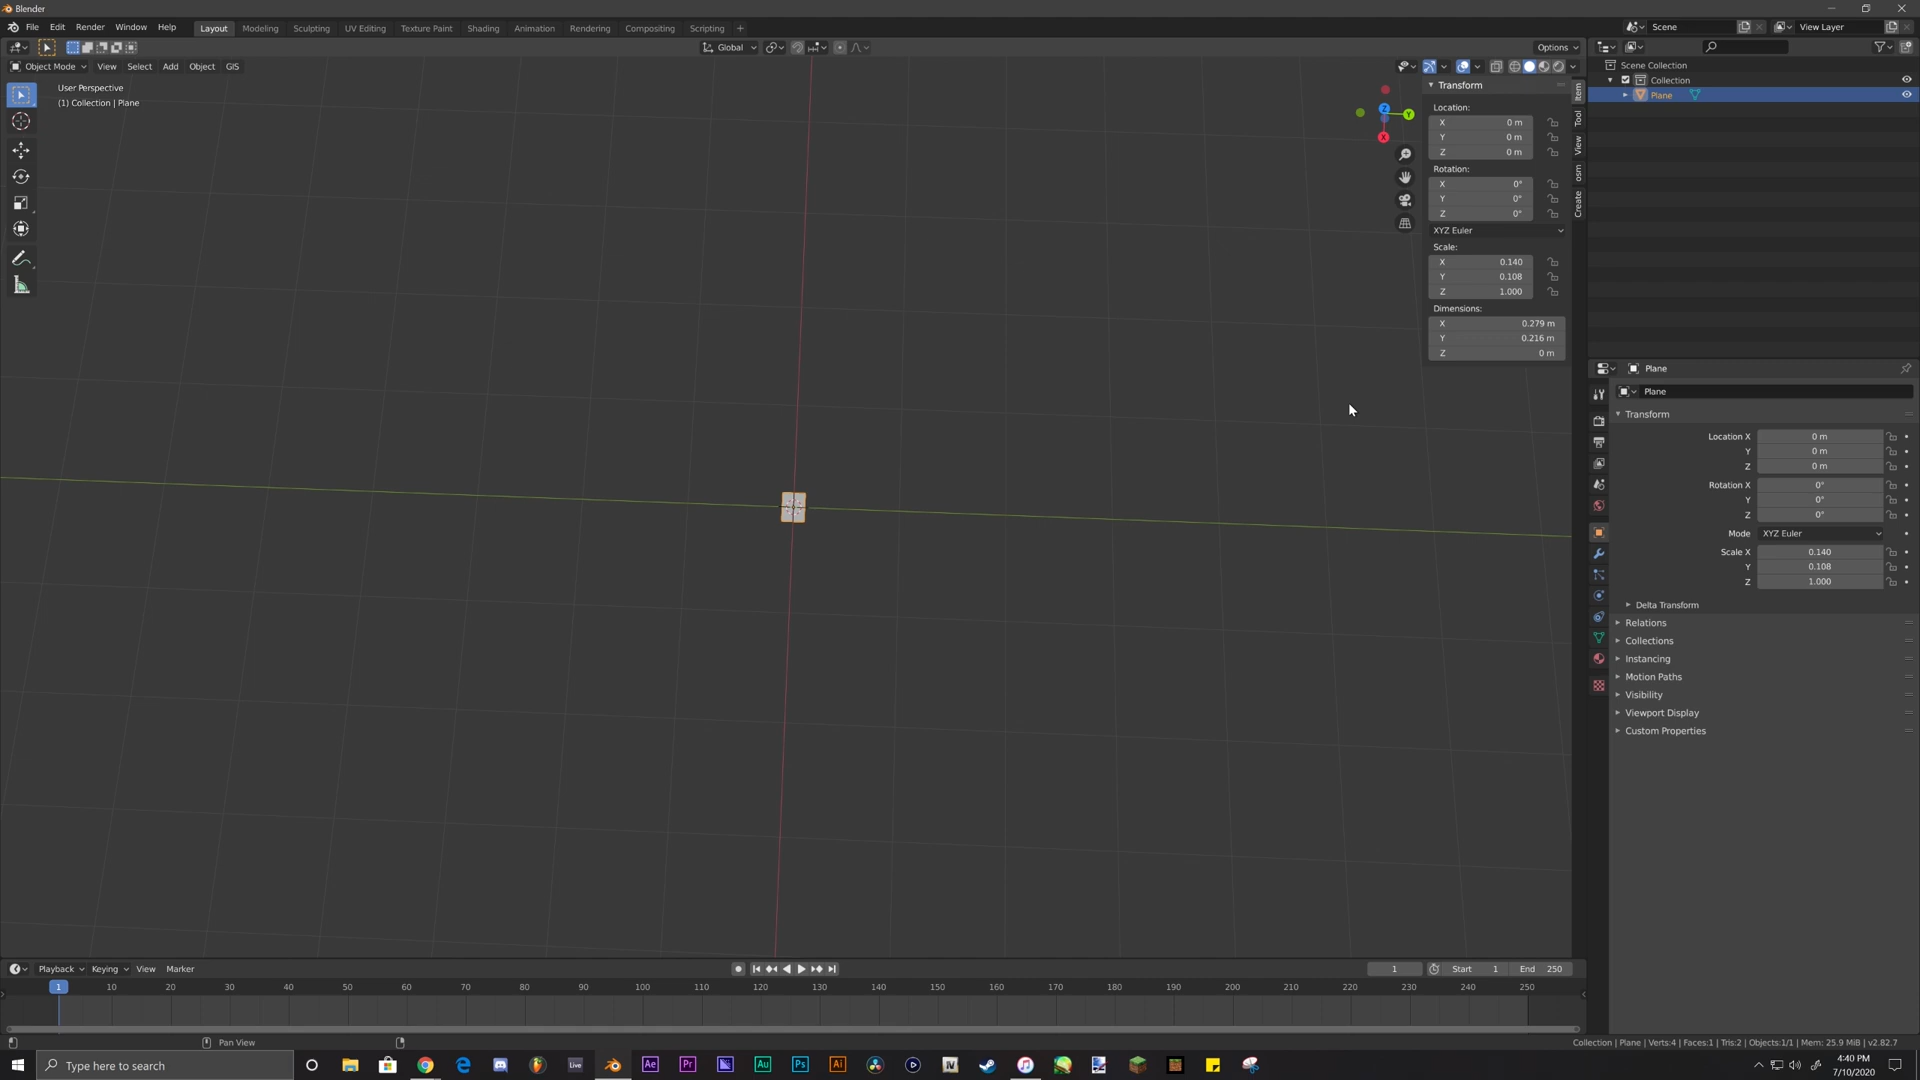 Blender
File Edit Render Window Help Layout Modeling Sculpting UV Editing Texture Paint Shading Animation Rendering Compositing Scripting + Scene View Layer
Global Options
Object Mode View Select Add Object GIS
User Perspective
(1) Collection | Plane
Z
Y
X
Transform
Location:
X 0 m
Y 0 m
Z 0 m
Rotation:
X 0°
Y 0°
Z 0°
XYZ Euler
Scale:
X 0.140
Y 0.108
Z 1.000
Dimensions:
X 0.279 m
Y 0.216 m
Z 0 m
Item
Tool
View
osm
Create
Scene Collection
Collection
Plane
Plane
Plane
Transform
Location X 0 m
Y 0 m
Z 0 m
Rotation X 0°
Y 0°
Z 0°
Mode XYZ Euler
Scale X 0.140
Y 0.108
Z 1.000
Delta Transform
Relations
Collections
Instancing
Motion Paths
Visibility
Viewport Display
Custom Properties
Playback Keying View Marker 1 Start 1 End 250
1 10 20 30 40 50 60 70 80 90 100 110 120 130 140 150 160 170 180 190 200 210 220 230 240 250
Pan View
Collection | Plane | Verts:4 | Faces:1 | Tris:2 | Objects:1/1 | Mem: 25.9 MiB | v2.82.7
Type here to search
Live Ae Pr Au Ps Ai IV
4:40 PM
7/10/2020